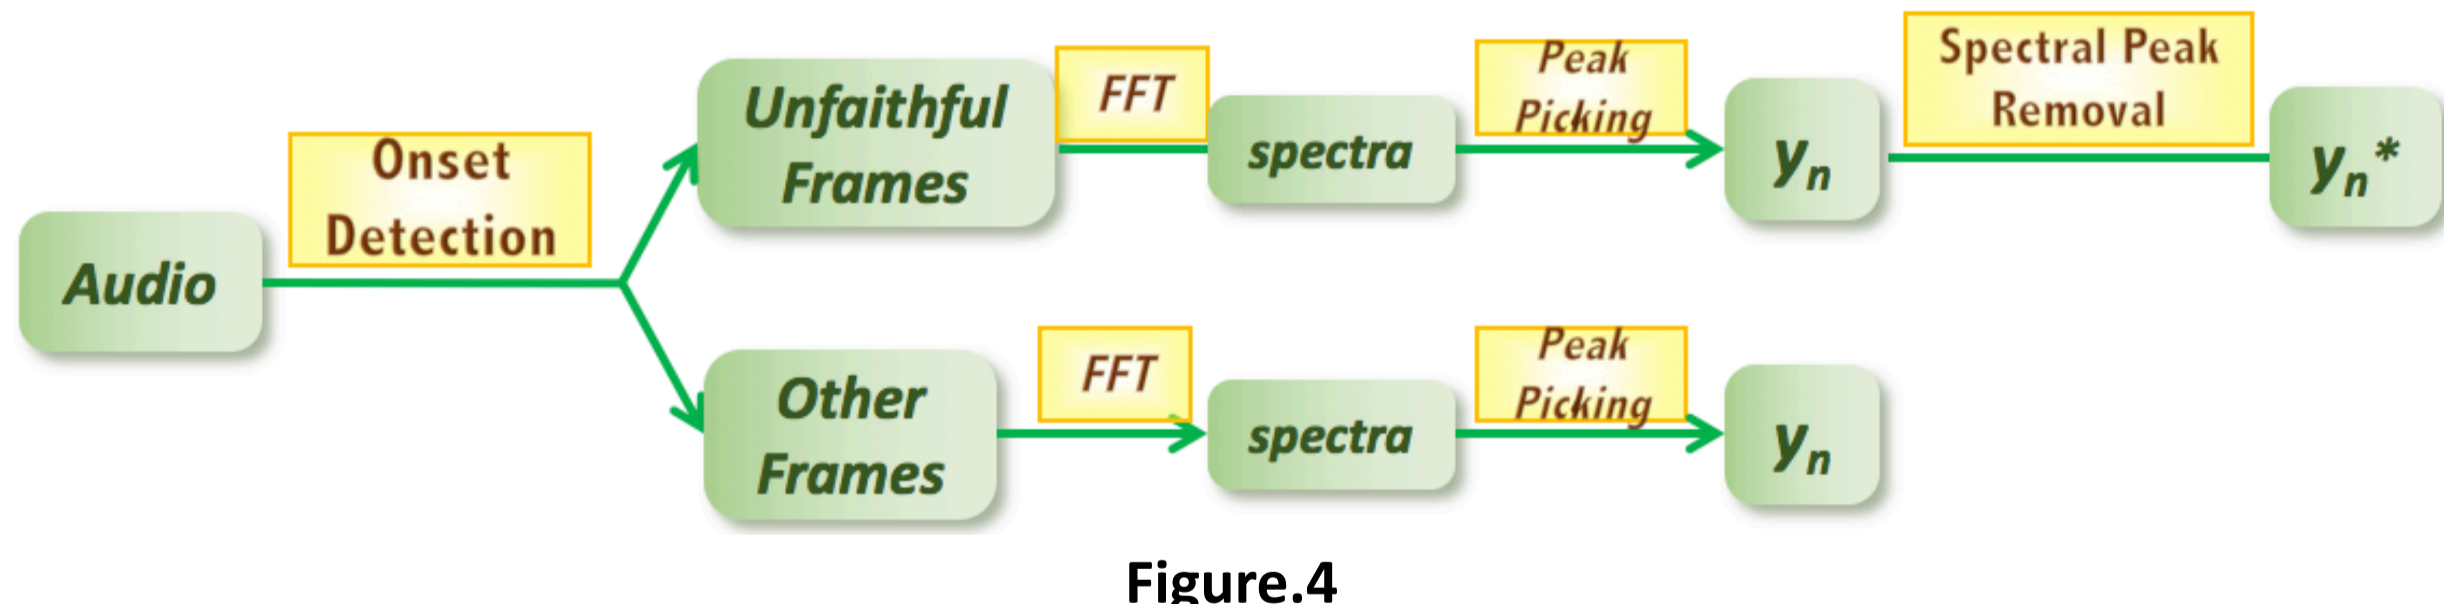 Audio
Onset
Detection
Unfaithful
Frames
FFT
spectra
Peak
Picking
yn
Spectral Peak
Removal
yn*
Other
Frames
FFT
spectra
Peak
Picking
yn
Figure.4